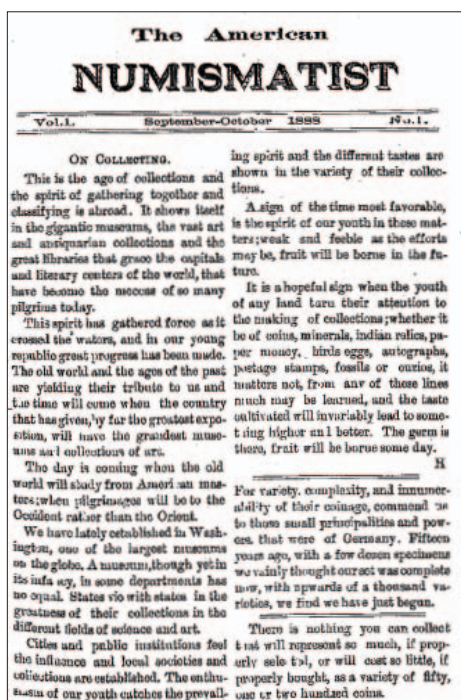 The American
NUMISMATIST
Vol.1. September-October 1888 No.1.
ON COLLECTING.
This is the age of collections and
the spirit of gathering together and
classifying is abroad. It shows itself
in the gigantic museums, the vast art
and antiquarian collections and the
great libraries that grace the capitals
and literary centers of the world, that
have become the meccas of so many
pilgrims today.
This spirit has gathered force as it
crossed the waters, and in our young
republic great progress has been made.
The old world and the ages of the past
are yielding their tribute to us and
the time will come when the country
that has given, by far the greatest expo-
sition, will have the grandest muse-
ums and collections of art.
The day is coming when the old
world will study from Ameri an mas-
ters; when pilgrimages will be to the
Occident rather than the Orient.
We have lately established in Wash-
ington, one of the largest museums
on the globe. A museum, though yet in
its infa cy, in some departments has
no equal. States vie with states in the
greatness of their collections in the
different fields of science and art.
Cities and public institutions feel
the influence and local societies and
collections are established. The enthu-
siasm of our youth catches the prevail-
ing spirit and the different tastes are
shown in the variety of their collec-
tions.
A sign of the time most favorable,
is the spirit of our youth in these mat-
ters; weak and feeble as the efforts
may be, fruit will be borne in the fu-
ture.
It is a hopeful sign when the youth
of any land turn their attention to
the making of collections; whether it
be of coins, minerals, indian relics, pa-
per money, birds eggs, autographs,
postage stamps, fossils or curios, it
matters not, from any of these lines
much may be learned, and the taste
cultivated will invariably lead to some-
t ing higher an l better. The germ is
there, fruit will be borne some day.
H
For variety, complexity, and innumer-
ability of their coinage, commend us
to those small principalities and pow-
ers that were of Germany. Fifteen
years ago, with a few dozen specimens
we vainly thought our set was complete
now, with upwards of a thousand va-
rieties, we find we have just begun.
There is nothing you can collect
that will represent so much, if prop-
erly sele ted, or will cost so little, if
properly bought, as a variety of fifty,
one or two hundred coins.